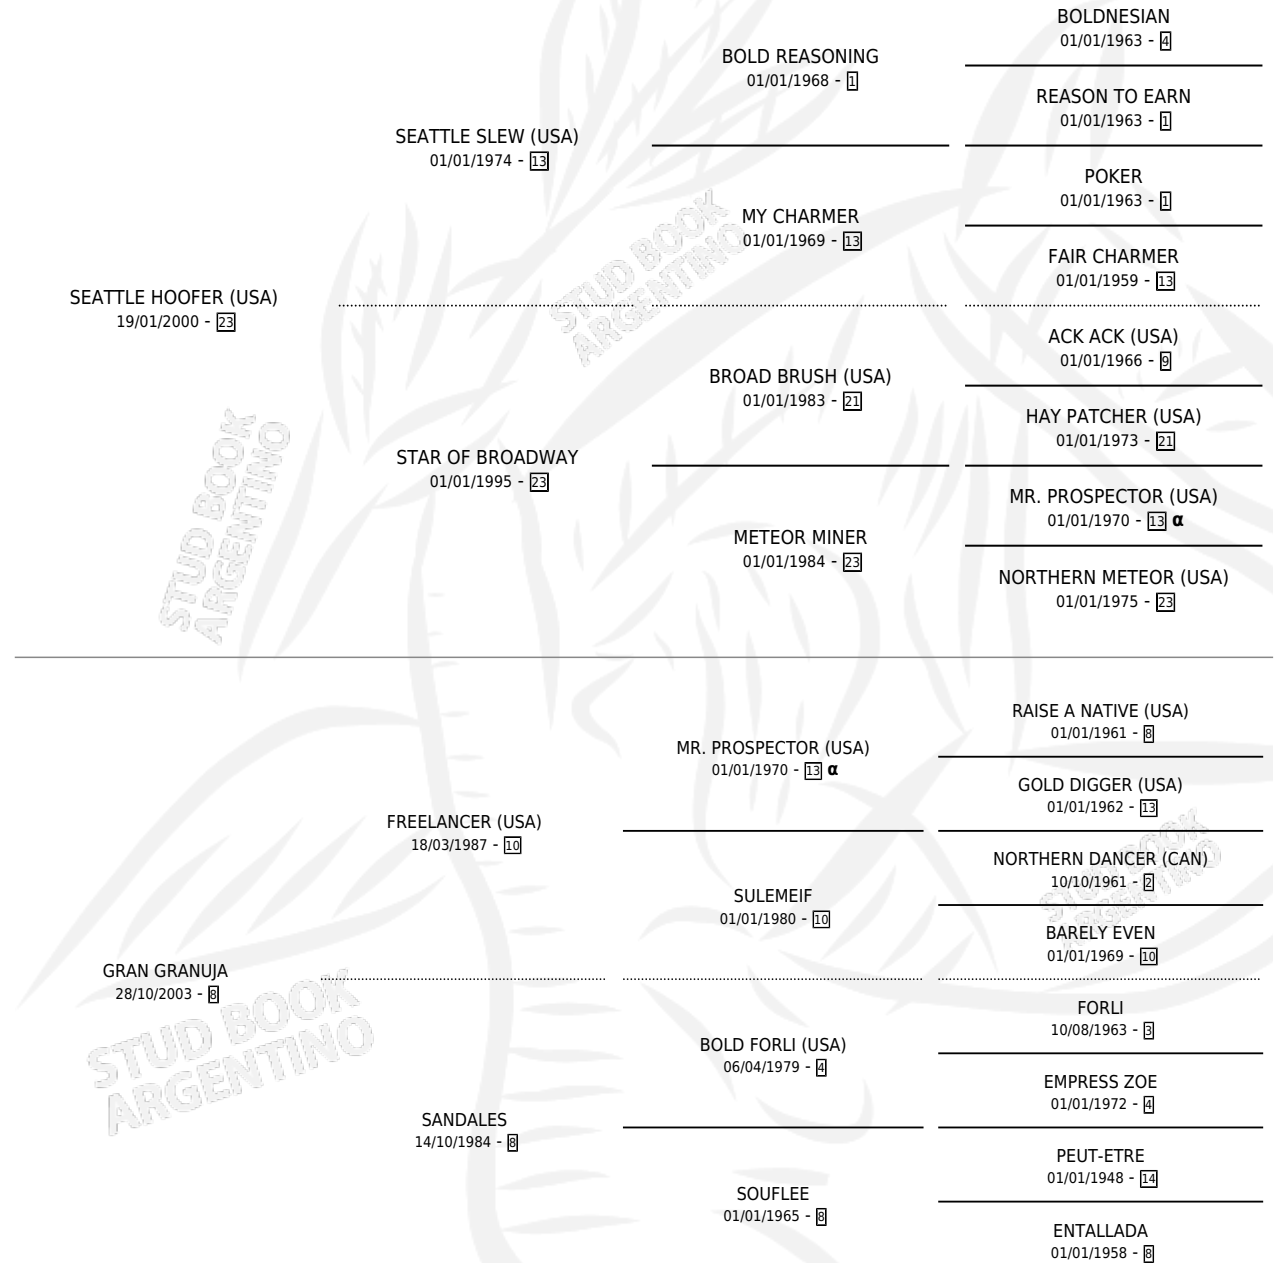 BOLDNESIAN
01/01/1963 - 4
BOLD REASONING
01/01/1968 - 1
REASON TO EARN
01/01/1963 - 1
SEATTLE SLEW (USA)
01/01/1974 - 13
POKER
01/01/1963 - 1
MY CHARMER
01/01/1969 - 13
FAIR CHARMER
01/01/1959 - 13
STUD BOOK
ARGENTINO
SEATTLE HOOFER (USA)
19/01/2000 - 23
ACK ACK (USA)
01/01/1966 - 9
BROAD BRUSH (USA)
01/01/1983 - 21
HAY PATCHER (USA)
01/01/1973 - 21
STAR OF BROADWAY
01/01/1995 - 23
MR. PROSPECTOR (USA)
01/01/1970 - 13 α
METEOR MINER
01/01/1984 - 23
NORTHERN METEOR (USA)
01/01/1975 - 23
STUD BOOK
ARGENTINO
RAISE A NATIVE (USA)
01/01/1961 - 8
MR. PROSPECTOR (USA)
01/01/1970 - 13 α
GOLD DIGGER (USA)
01/01/1962 - 13
FREELANCER (USA)
18/03/1987 - 10
NORTHERN DANCER (CAN)
10/10/1961 - 2
SULEMEIF
01/01/1980 - 10
BARELY EVEN
01/01/1969 - 10
STUD BOOK
ARGENTINO
GRAN GRANUJA
28/10/2003 - 8
FORLI
10/08/1963 - 3
BOLD FORLI (USA)
06/04/1979 - 4
EMPRESS ZOE
01/01/1972 - 4
STUD BOOK
ARGENTINO
SANDALES
14/10/1984 - 8
PEUT-ETRE
01/01/1948 - 14
SOUFLEE
01/01/1965 - 8
ENTALLADA
01/01/1958 - 8